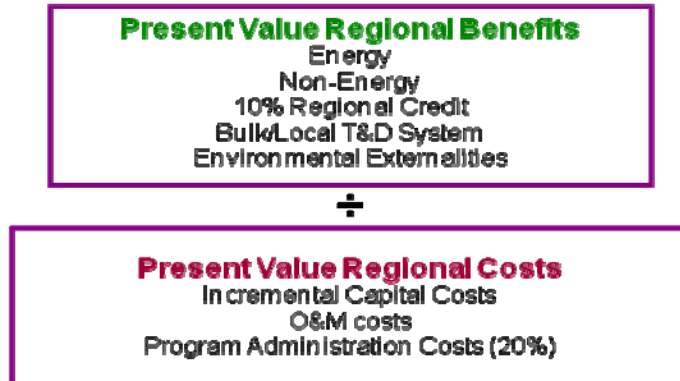 Present Value Regional Benefits
Energy
Non-Energy
10% Regional Credit
Bulk/Local T&D System
Environmental Externalities
÷
Present Value Regional Costs
Incremental Capital Costs
O&M costs
Program Administration Costs (20%)